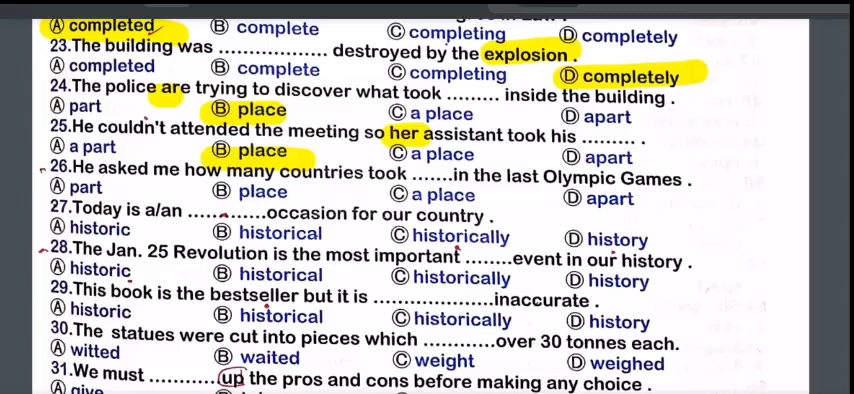 Ⓐ completed Ⓑ complete Ⓒ completing Ⓓ completely
23.The building was .................. destroyed by the explosion .
Ⓐ completed Ⓑ complete Ⓒ completing Ⓓ completely
24.The police are trying to discover what took ......... inside the building .
Ⓐ part Ⓑ place Ⓒ a place Ⓓ apart
25.He couldn't attended the meeting so her assistant took his ......... .
Ⓐ a part Ⓑ place Ⓒ a place Ⓓ apart
26.He asked me how many countries took .......in the last Olympic Games .
Ⓐ part Ⓑ place Ⓒ a place Ⓓ apart
27.Today is a/an .............occasion for our country .
Ⓐ historic Ⓑ historical Ⓒ historically Ⓓ history
28.The Jan. 25 Revolution is the most important ........event in our history .
Ⓐ historic Ⓑ historical Ⓒ historically Ⓓ history
29.This book is the bestseller but it is ....................inaccurate .
Ⓐ historic Ⓑ historical Ⓒ historically Ⓓ history
30.The statues were cut into pieces which ............over 30 tonnes each.
Ⓐ witted Ⓑ waited Ⓒ weight Ⓓ weighed
31.We must ............up the pros and cons before making any choice .
Ⓐ give